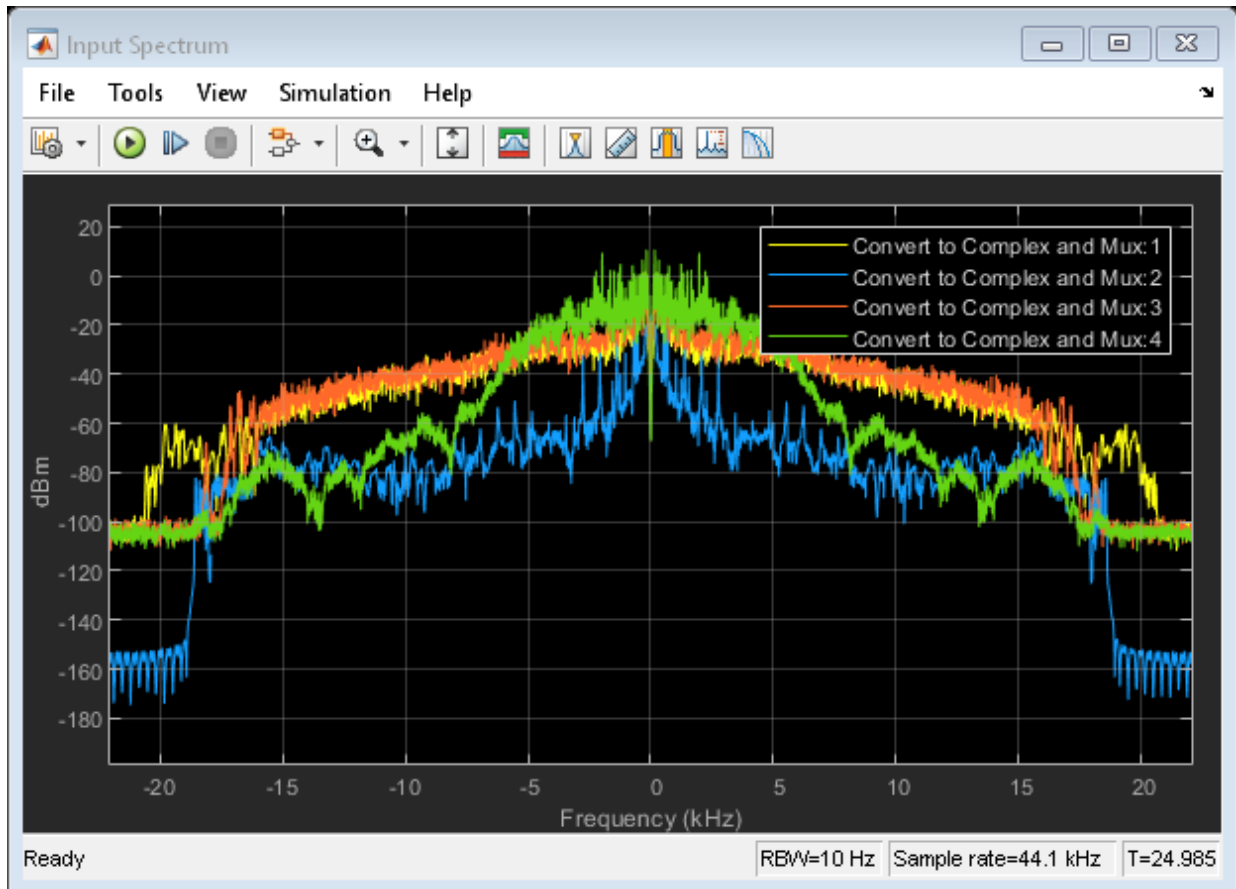 Input Spectrum
File Tools View Simulation Help
20
0
-20
-40
-60
-80
-100
-120
-140
-160
-180
dBm
Convert to Complex and Mux:1
Convert to Complex and Mux:2
Convert to Complex and Mux:3
Convert to Complex and Mux:4
-20 -15 -10 -5 0 5 10 15 20
Frequency (kHz)
Ready RBW=10 Hz Sample rate=44.1 kHz T=24.985